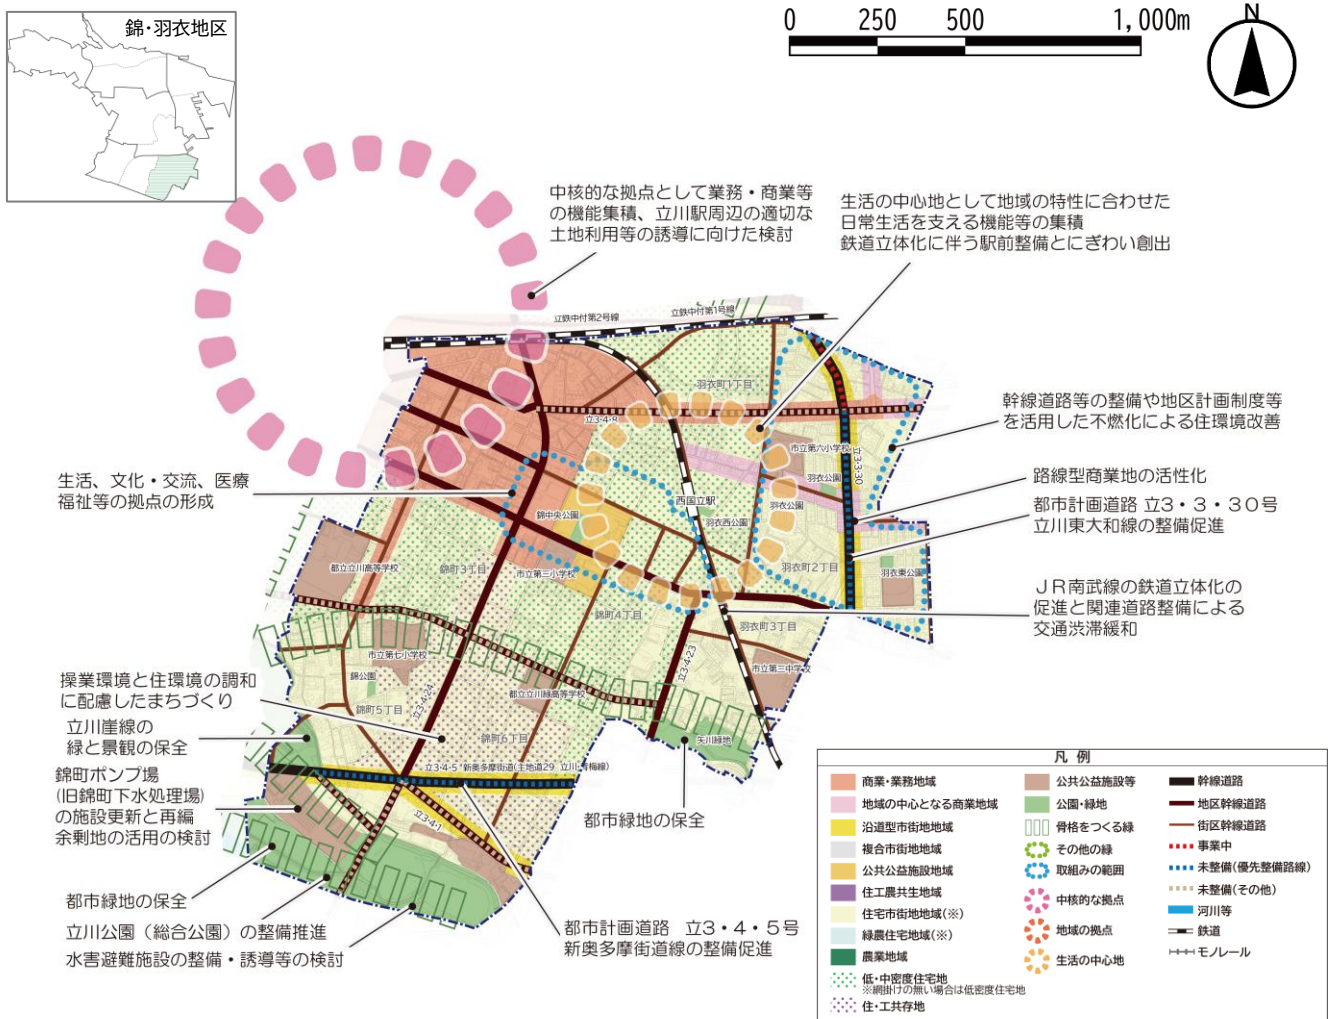 錦・羽衣地区
0 250 500 1,000m
N
中核的な拠点として業務・商業等
の機能集積、立川駅周辺の適切な
土地利用等の誘導に向けた検討
生活の中心地として地域の特性に合わせた
日常生活を支える機能等の集積
鉄道立体化に伴う駅前整備とにぎわい創出
立鉄中付第2号線
立鉄中付第1号線
羽衣町1丁目
立3・4・8
市立第六小学校
羽衣公園
立3・3・30
幹線道路等の整備や地区計画制度等
を活用した不燃化による住環境改善
路線型商業地の活性化
都市計画道路 立3・3・30号
立川東大和線の整備促進
生活、文化・交流、医療
福祉等の拠点の形成
西国立駅
羽衣公園
錦中央公園
羽衣西公園
都立立川高等学校
錦町3丁目
市立第三小学校
羽衣町2丁目
羽衣東公園
錦町4丁目
羽衣町3丁目
JR南武線の鉄道立体化の
促進と関連道路整備による
交通渋滞緩和
市立第七小学校
錦公園
立3・4・23
市立第三中学校
都立立川緑高等学校
操業環境と住環境の調和
に配慮したまちづくり
錦町5丁目
立3・4・24
立川崖線の
緑と景観の保全
錦町6丁目
矢川緑地
錦町ポンプ場
(旧錦町下水処理場)
の施設更新と再編
余剰地の活用の検討
立3・4・5 新奥多摩街道(主地道29 立川・青梅線)
立3・4・1
都市緑地の保全
都市緑地の保全
立川公園（総合公園）の整備推進
水害避難施設の整備・誘導等の検討
都市計画道路 立3・4・5号
新奥多摩街道線の整備促進
凡例
商業・業務地域
地域の中心となる商業地域
沿道型市街地地域
複合市街地地域
公共公益施設地域
住工農共生地域
住宅市街地地域(※)
緑農住宅地域(※)
農業地域
低・中密度住宅地
※網掛けの無い場合は低密度住宅地
住・工共存地
公共公益施設等
公園・緑地
骨格をつくる緑
その他の緑
取組みの範囲
中核的な拠点
地域の拠点
生活の中心地
幹線道路
地区幹線道路
街区幹線道路
事業中
未整備(優先整備路線)
未整備(その他)
河川等
鉄道
モノレール